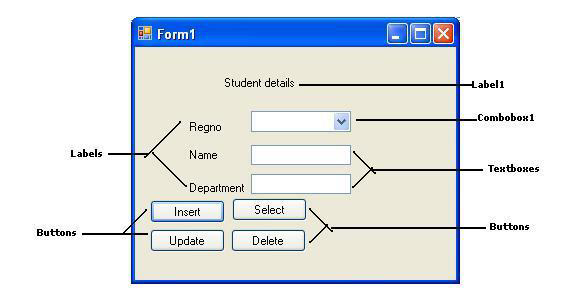 Form1
Student details
Label1
Regno
Combobox1
Labels
Name
Textboxes
Department
Insert
Select
Buttons
Buttons
Update
Delete